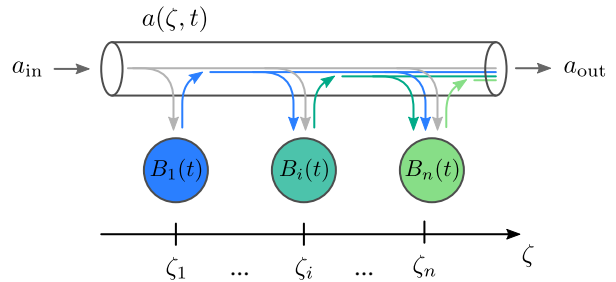 a(ζ, t)
a_in
a_out
B_1(t) B_i(t) B_n(t)
ζ_1 ... ζ_i ... ζ_n
ζ